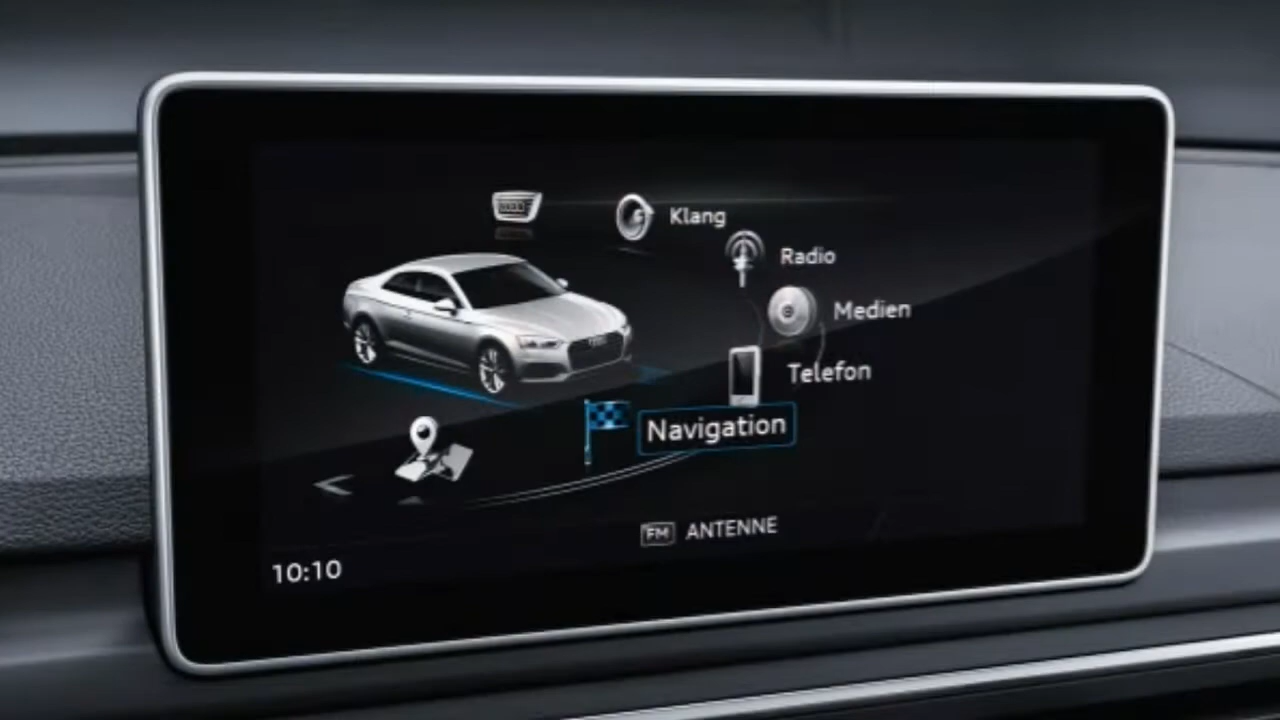 Klang
Radio
Medien
Telefon
Navigation
FM ANTENNE
10:10